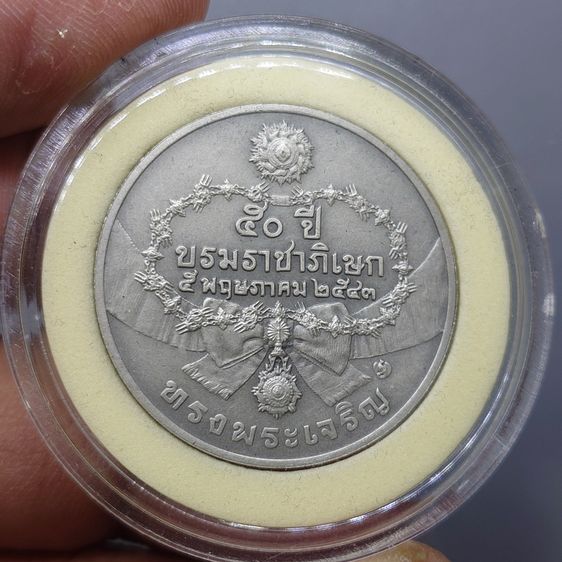 ๕๐ ปี
บรมราชาภิเษก
๕ พฤษภาคม ๒๕๔๓
ทรงพระเจริญ